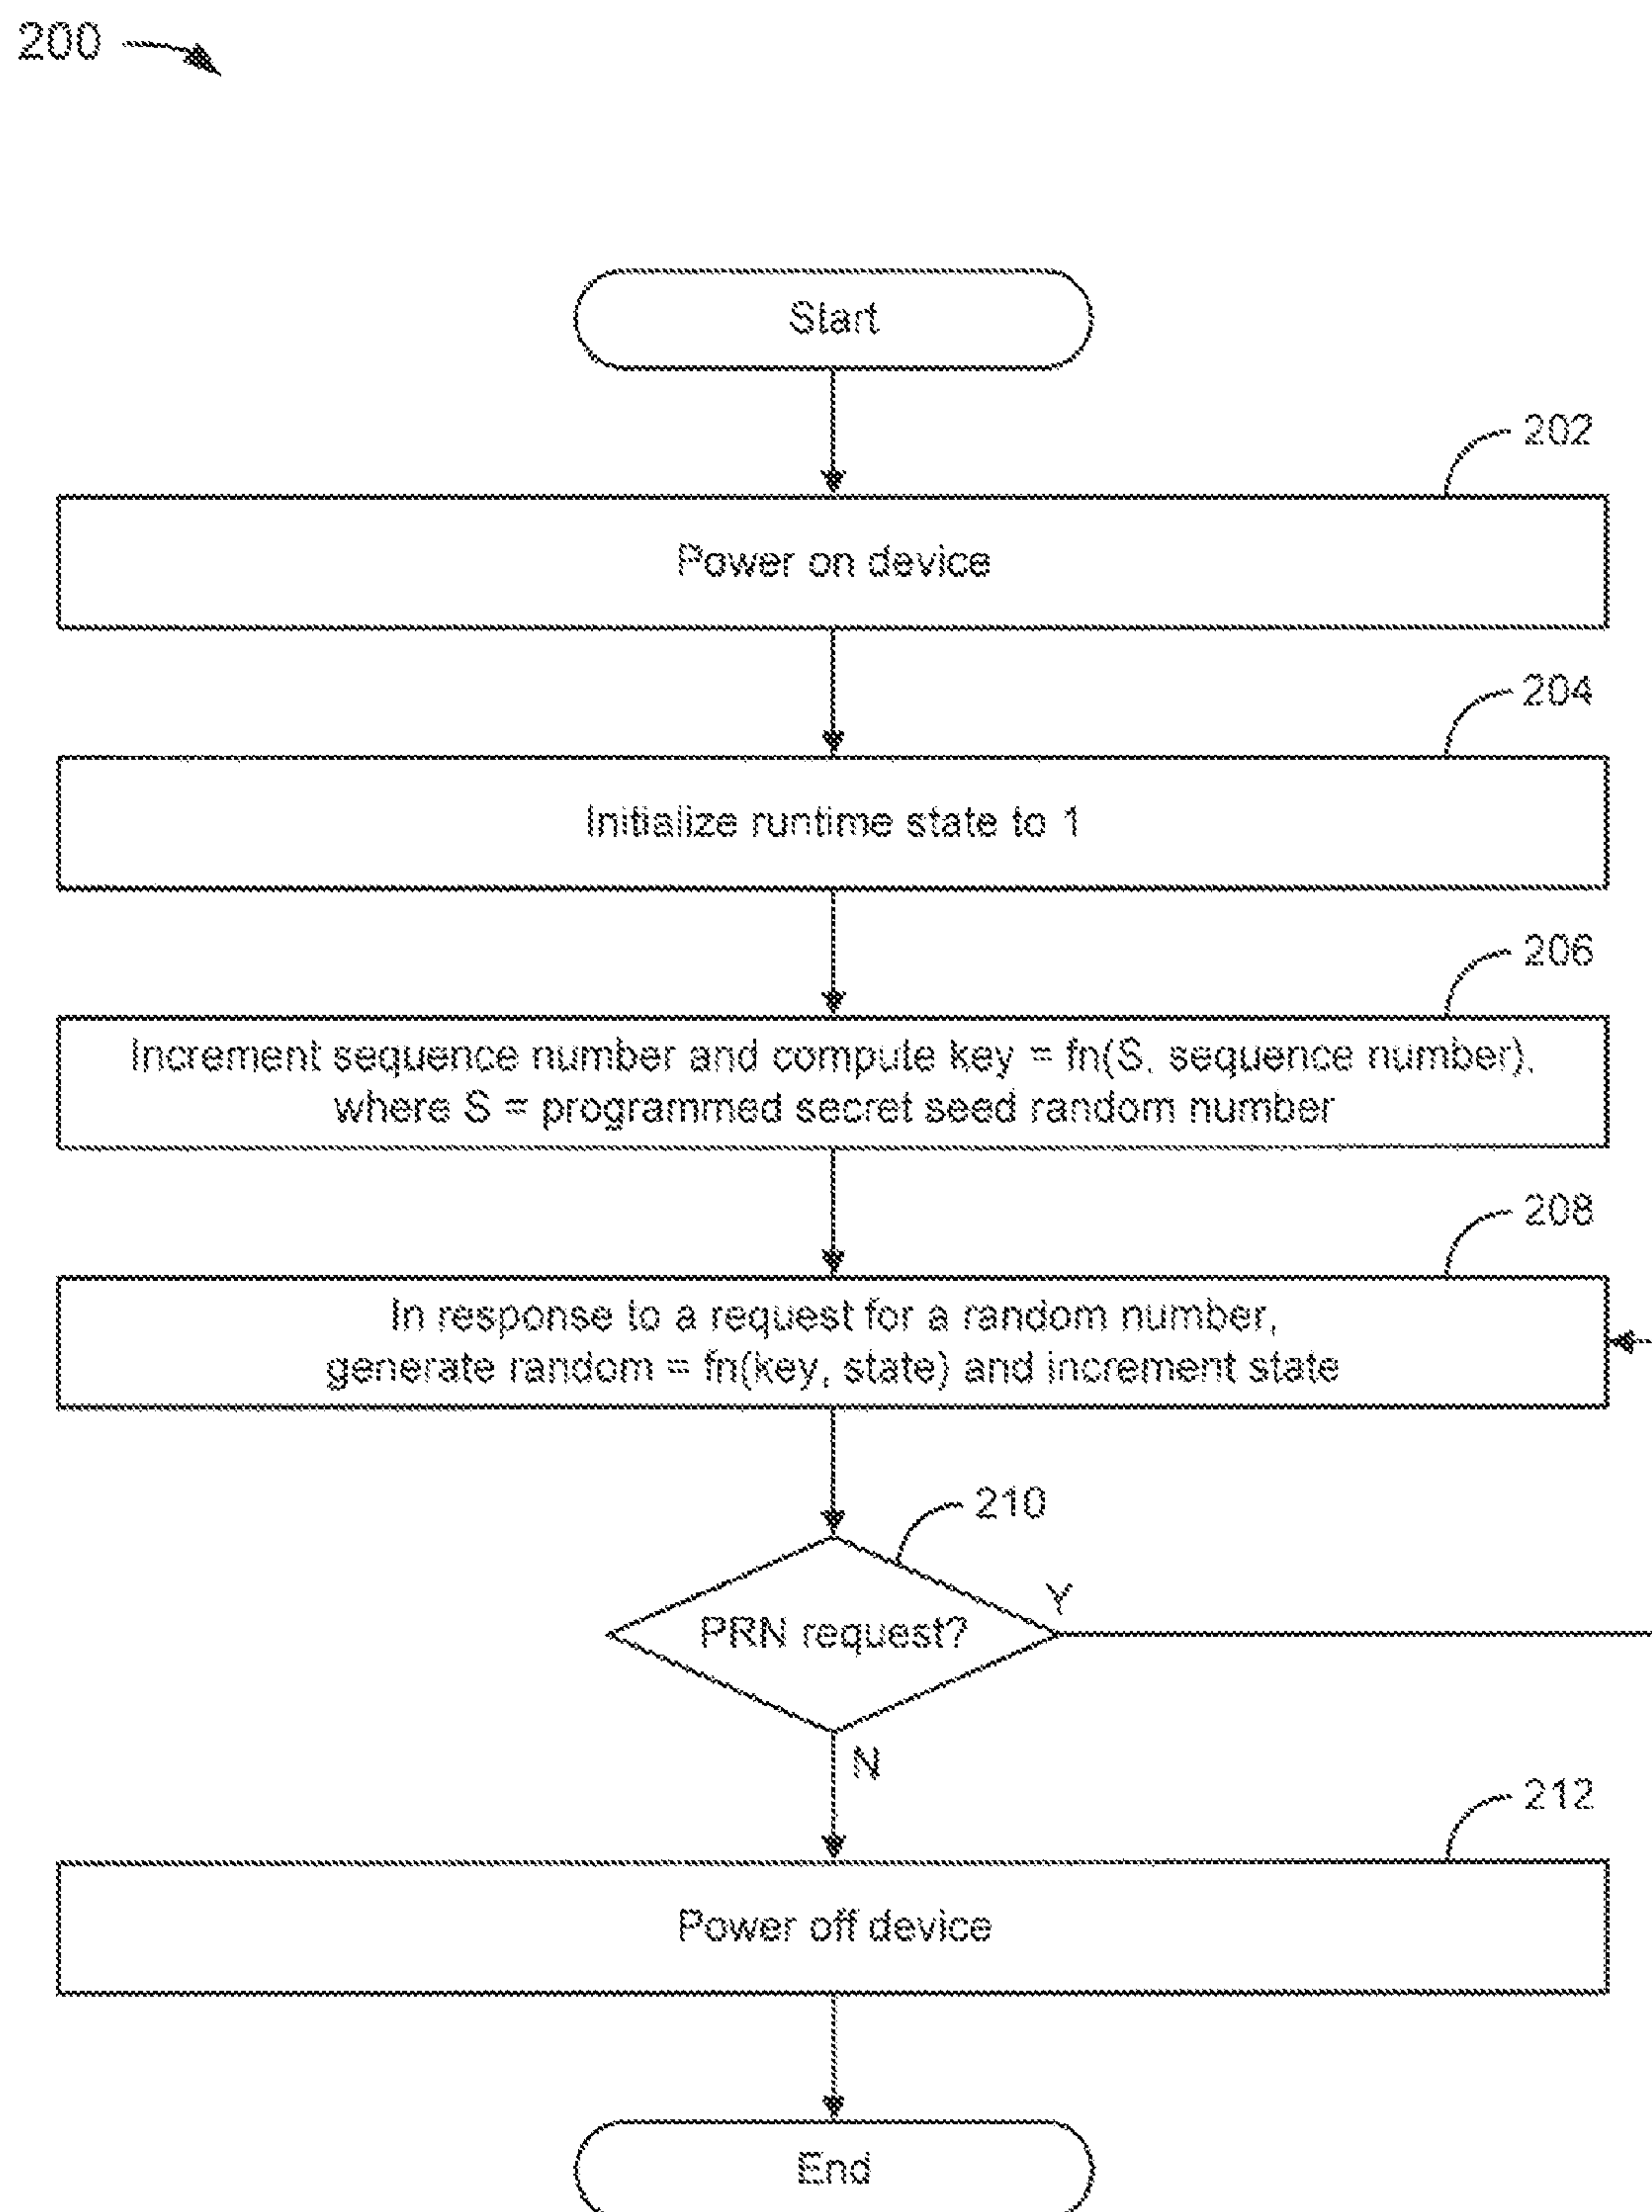 200
Start
202
Power on device
204
Initialize runtime state to 1
206
Increment sequence number and compute key = fn(S, sequence number),
where S = programmed secret seed random number
208
In response to a request for a random number,
generate random = fn(key, state) and increment state
210
PRN request?
Y
N
212
Power off device
End